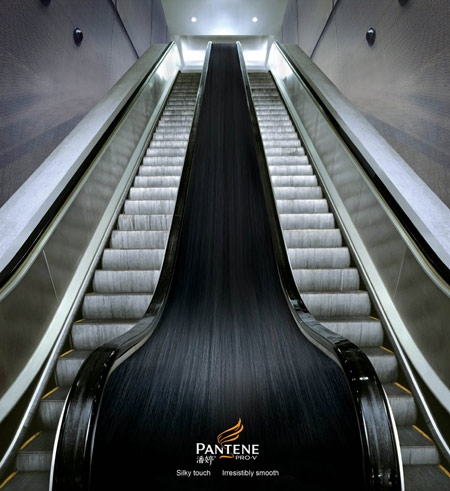 PANTENE
潘婷 PRO·V
Silky touch Irresistibly smooth